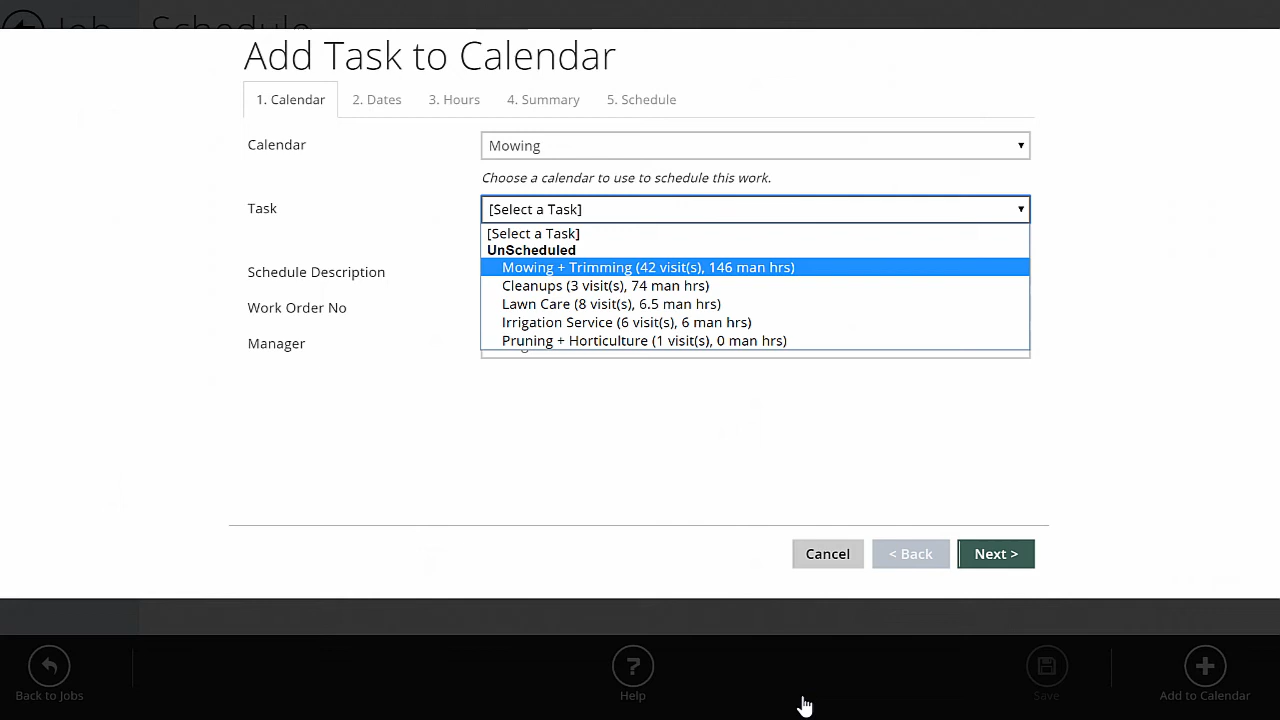 Job Schedule
Add Task to Calendar
1. Calendar 2. Dates 3. Hours 4. Summary 5. Schedule
Calendar Mowing
Choose a calendar to use to schedule this work.
Task [Select a Task]
[Select a Task]
UnScheduled
Mowing + Trimming (42 visit(s), 146 man hrs)
Schedule Description
Cleanups (3 visit(s), 74 man hrs)
Lawn Care (8 visit(s), 6.5 man hrs)
Work Order No
Irrigation Service (6 visit(s), 6 man hrs)
Manager
Pruning + Horticulture (1 visit(s), 0 man hrs)
Cancel < Back Next >
Back to Jobs ? Help Save Add to Calendar